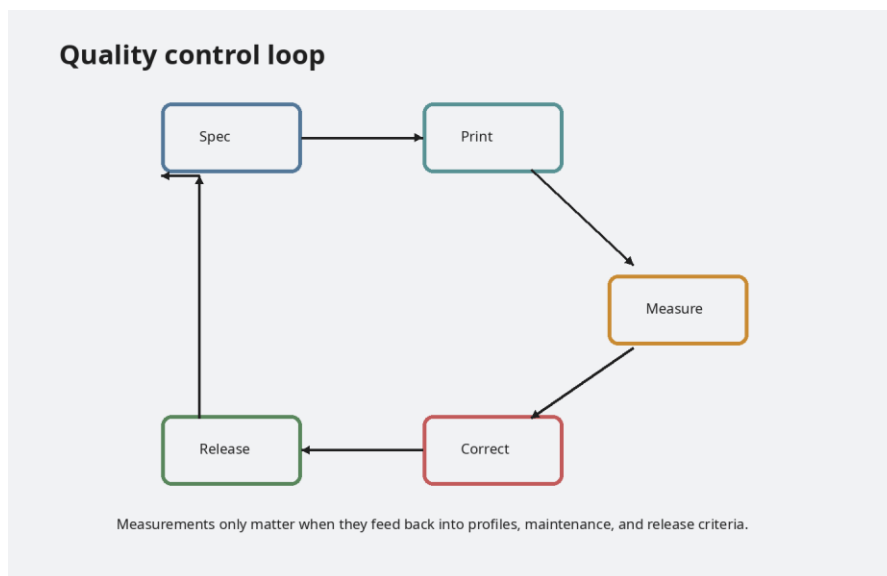 Quality control loop
Spec
Print
Measure
Release
Correct
Measurements only matter when they feed back into profiles, maintenance, and release criteria.